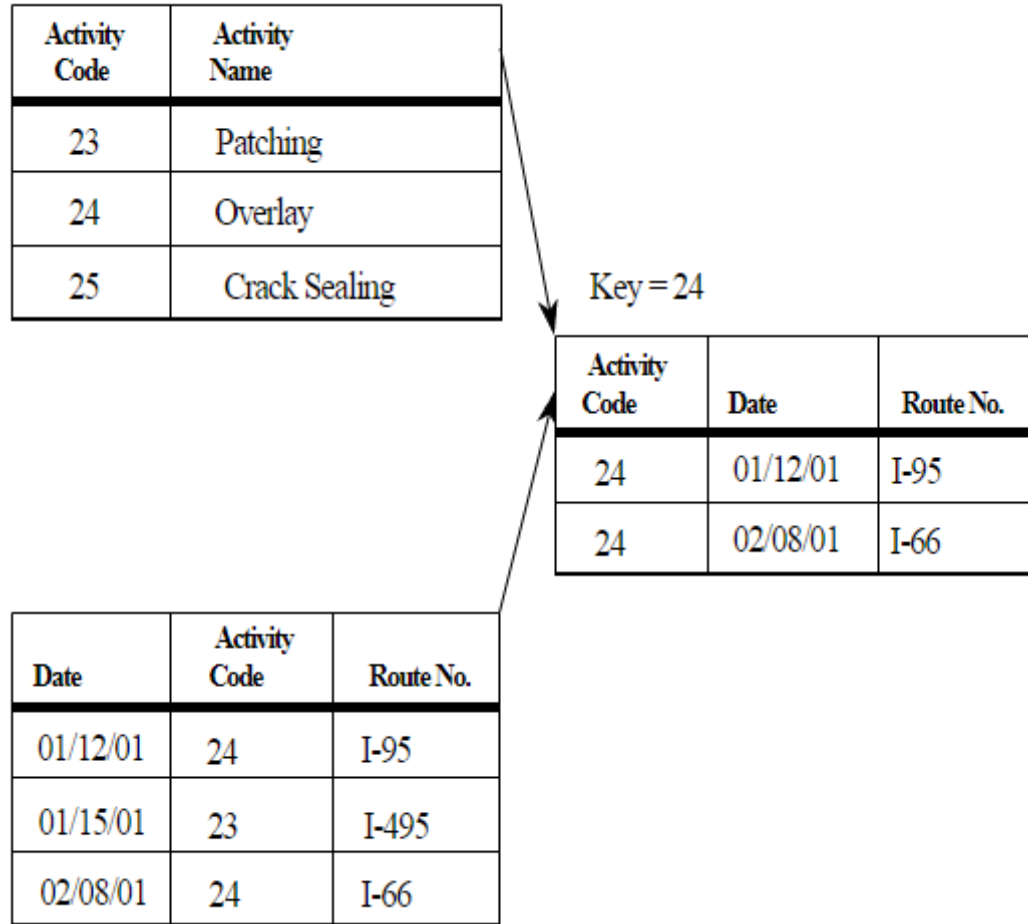 Activity Code Activity Name
23 Patching
24 Overlay
25 Crack Sealing
Key = 24
Activity Code Date Route No.
24 01/12/01 I-95
24 02/08/01 I-66
Date Activity Code Route No.
01/12/01 24 I-95
01/15/01 23 I-495
02/08/01 24 I-66